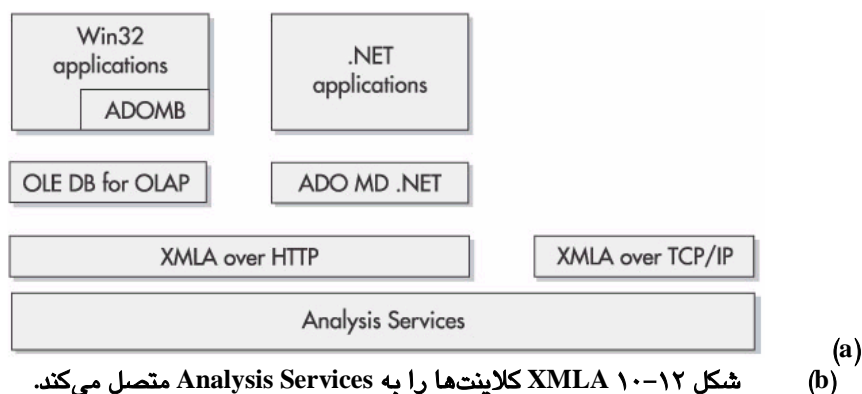 Win32
applications
ADOMB
.NET
applications
OLE DB for OLAP
ADO MD .NET
XMLA over HTTP
XMLA over TCP/IP
Analysis Services
(a)
(b) شکل ۱۲-۱۰ XMLA کلاینت‌ها را به Analysis Services متصل می‌کند.